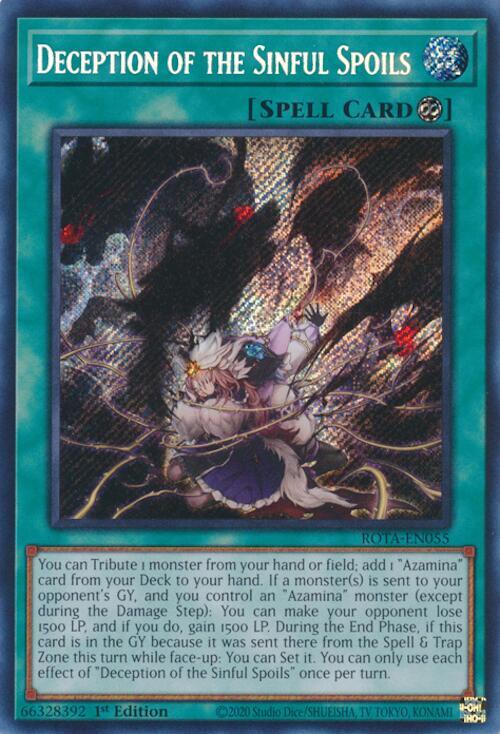 DECEPTION OF THE SINFUL SPOILS
[SPELL CARD]
ROTA-EN055
You can Tribute 1 monster from your hand or field; add 1 "Azamina"
card from your Deck to your hand. If a monster(s) is sent to your
opponent's GY, and you control an "Azamina" monster (except
during the Damage Step): You can make your opponent lose
1500 LP, and if you do, gain 1500 LP. During the End Phase, if this
card is in the GY because it was sent there from the Spell & Trap
Zone this turn while face-up: You can Set it. You can only use each
effect of "Deception of the Sinful Spoils" once per turn.
66328392 1st Edition ©2020 Studio Dice/SHUEISHA, TV TOKYO, KONAMI